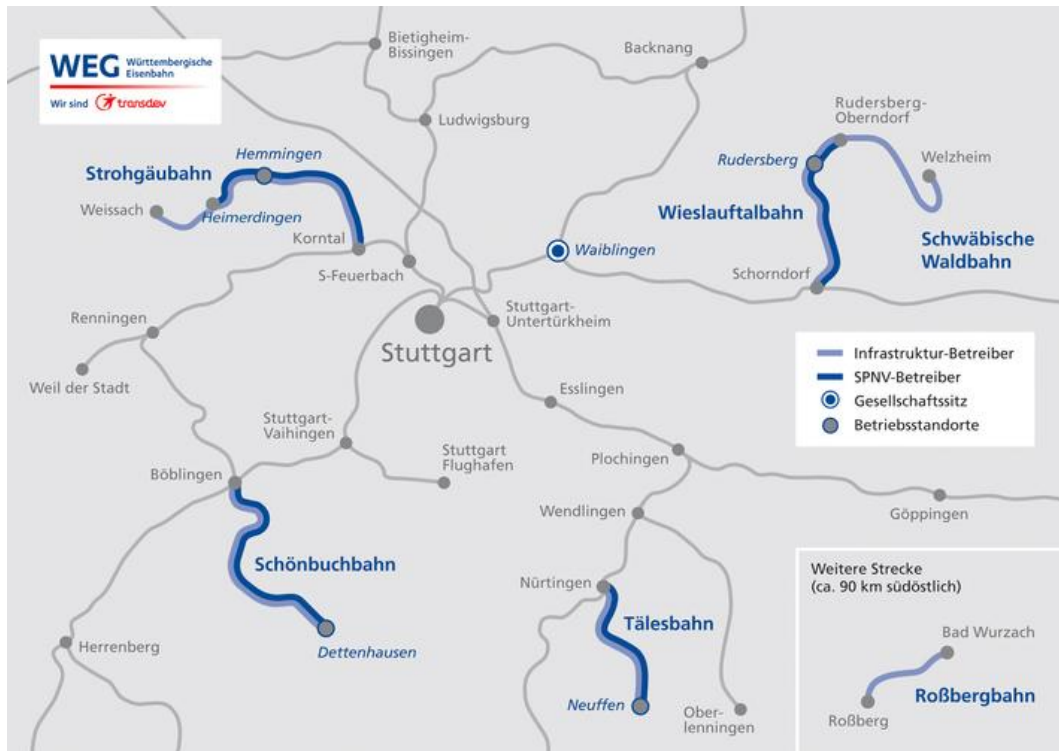 WEG Württembergische
Eisenbahn
Wir sind transdev
Bietigheim-
Bissingen
Backnang
Ludwigsburg
Rudersberg-
Oberndorf
Hemmingen
Rudersberg
Welzheim
Strohgäubahn
Weissach
Heimerdingen
Wieslauftalbahn
Korntal
Waiblingen
Schwäbische
Waldbahn
S-Feuerbach
Schorndorf
Renningen
Stuttgart-
Untertürkheim
Stuttgart
Weil der Stadt
Infrastruktur-Betreiber
SPNV-Betreiber
Gesellschaftssitz
Betriebsstandorte
Esslingen
Stuttgart-
Vaihingen
Stuttgart
Flughafen
Plochingen
Böblingen
Göppingen
Wendlingen
Schönbuchbahn
Nürtingen
Weitere Strecke
(ca. 90 km südöstlich)
Tälesbahn
Herrenberg
Dettenhausen
Bad Wurzach
Roßbergbahn
Neuffen
Ober-
lenningen
Roßberg